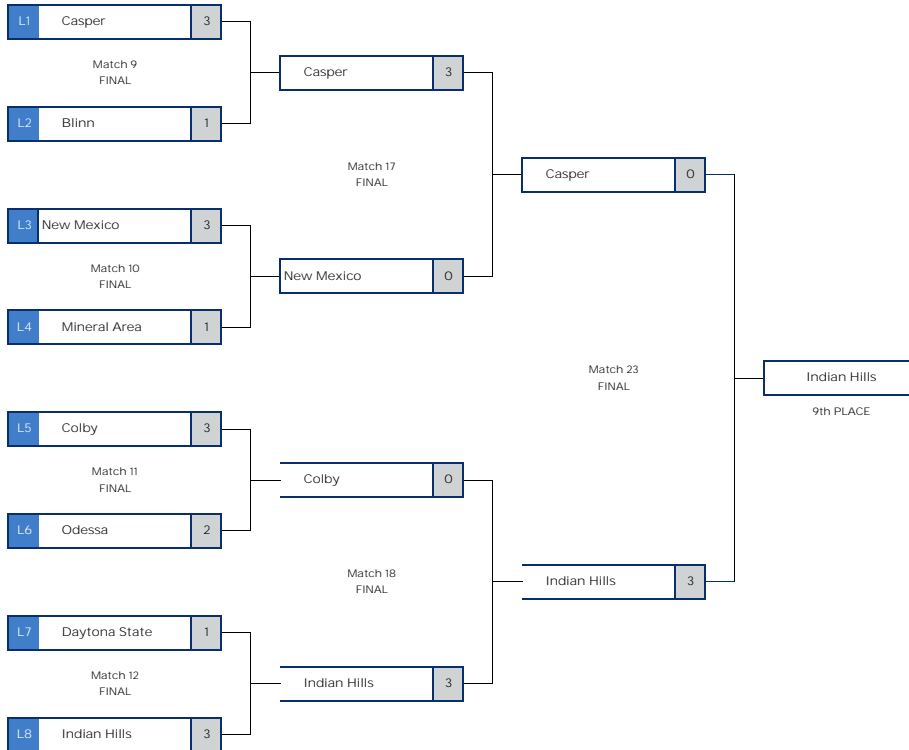 L1 Casper 3
Match 9
FINAL
L2 Blinn 1
L3 New Mexico 3
Match 10
FINAL
L4 Mineral Area 1
L5 Colby 3
Match 11
FINAL
L6 Odessa 2
L7 Daytona State 1
Match 12
FINAL
L8 Indian Hills 3
Casper 3
Match 17
FINAL
New Mexico 0
Colby 0
Match 18
FINAL
Indian Hills 3
Casper 0
Match 23
FINAL
Indian Hills 3
Indian Hills
9th PLACE